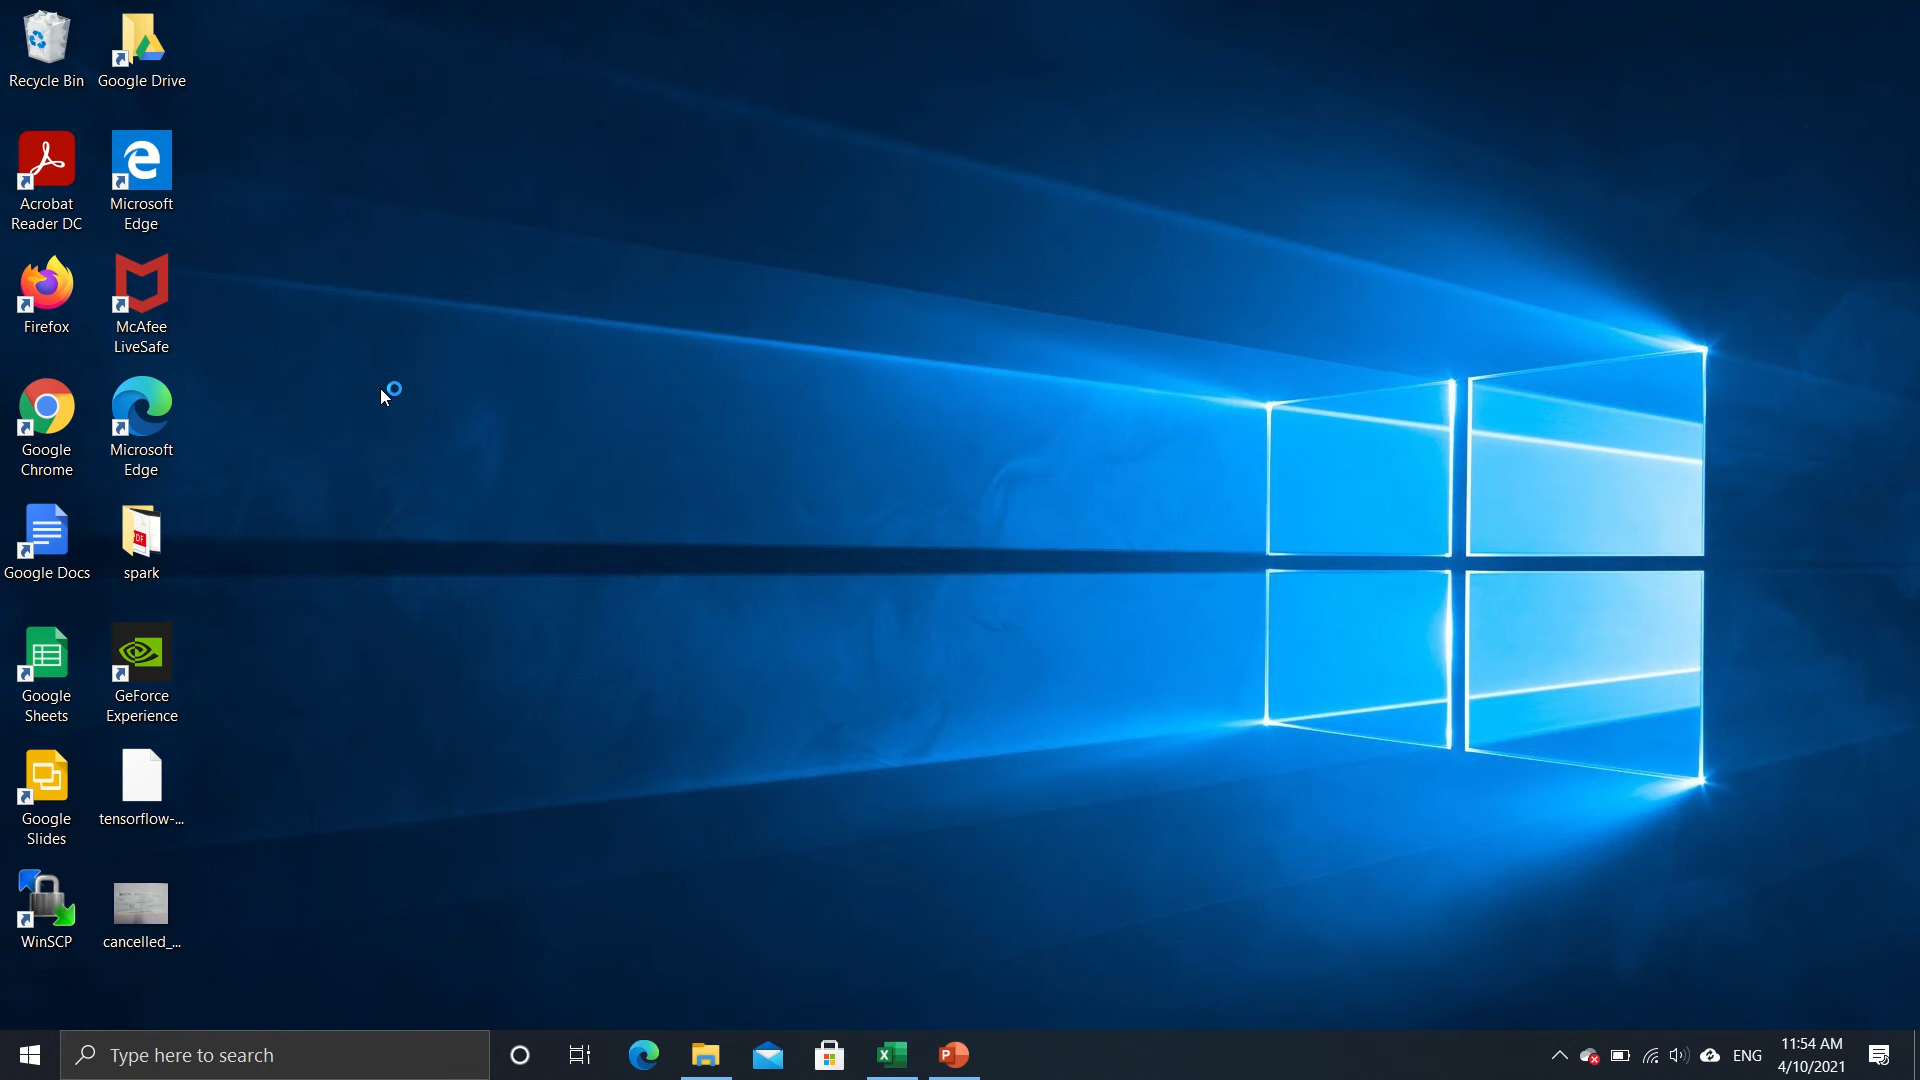 Recycle Bin
Google Drive
Acrobat
Reader DC
Microsoft
Edge
Firefox
McAfee
LiveSafe
Google
Chrome
Microsoft
Edge
Google Docs
PDF
spark
Google
Sheets
GeForce
Experience
Google
Slides
tensorflow-...
WinSCP
cancelled_...
Type here to search
X
P
ENG
11:54 AM
4/10/2021